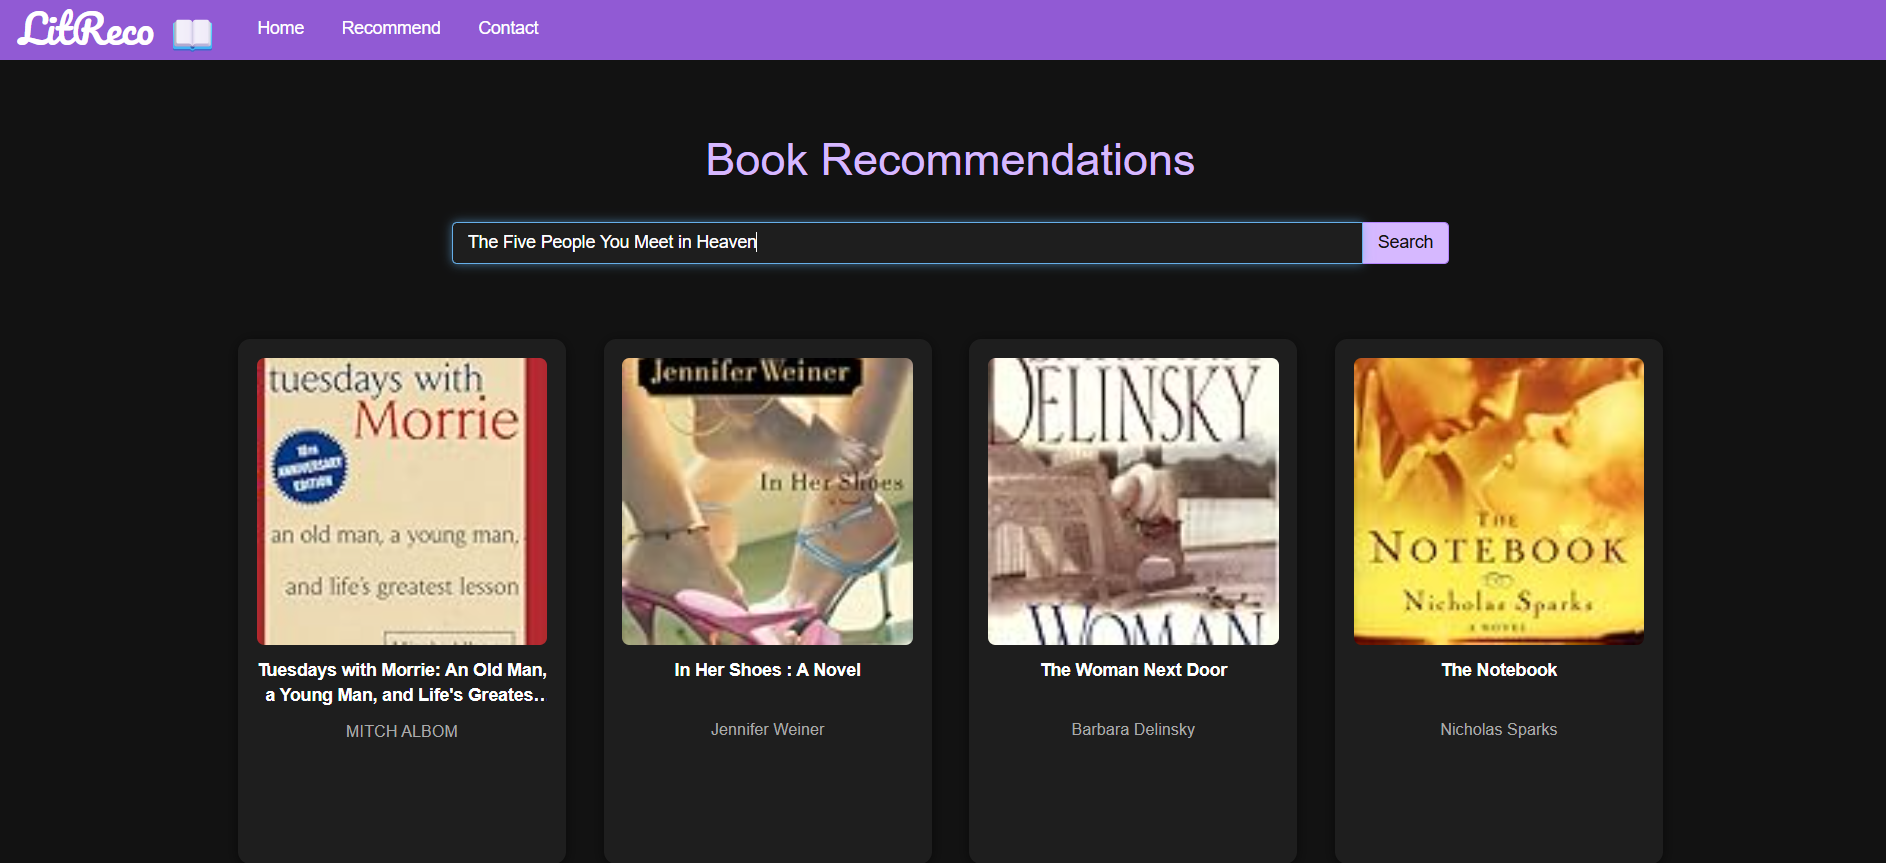 LitReco
Home
Recommend
Contact
Book Recommendations
The Five People You Meet in Heaven
Search
tuesdays with
Morrie
10th
ANNIVERSARY
EDITION
an old man, a young man,
and life's greatest lesson
Tuesdays with Morrie: An Old Man,
a Young Man, and Life's Greates..
MITCH ALBOM
Jennifer Weiner
In Her Shoes
In Her Shoes : A Novel
Jennifer Weiner
DELINSKY
WOMAN
The Woman Next Door
Barbara Delinsky
THE
NOTEBOOK
Nicholas Sparks
A NOVEL
The Notebook
Nicholas Sparks